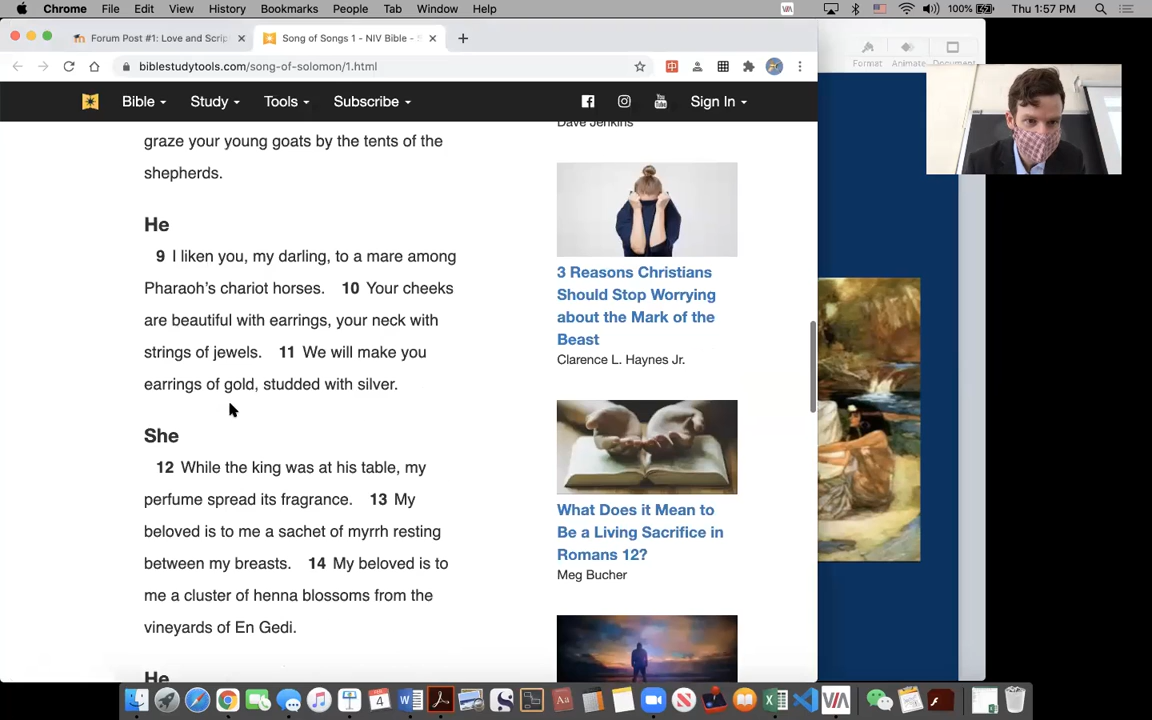 Chrome File Edit View History Bookmarks People Tab Window Help
VIA
100%
Thu 1:57 PM
Forum Post #1: Love and Scrip
Song of Songs 1 - NIV Bible -
biblestudytools.com/song-of-solomon/1.html
Format Animate Document
Bible Study Tools Subscribe Sign In
graze your young goats by the tents of the
shepherds.
He
9 I liken you, my darling, to a mare among
Pharaoh's chariot horses. 10 Your cheeks
are beautiful with earrings, your neck with
strings of jewels. 11 We will make you
earrings of gold, studded with silver.
She
12 While the king was at his table, my
perfume spread its fragrance. 13 My
beloved is to me a sachet of myrrh resting
between my breasts. 14 My beloved is to
me a cluster of henna blossoms from the
vineyards of En Gedi.
He
Dave Jenkins
3 Reasons Christians
Should Stop Worrying
about the Mark of the
Beast
Clarence L. Haynes Jr.
What Does it Mean to
Be a Living Sacrifice in
Romans 12?
Meg Bucher
4
Aa
VIA